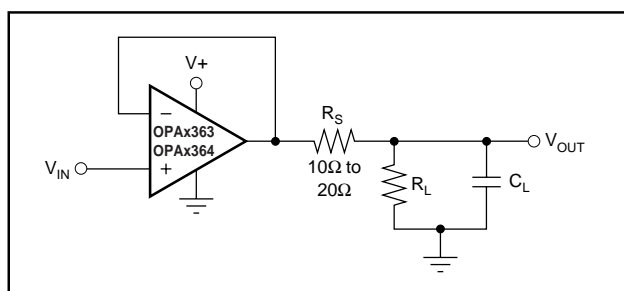 V+
−
OPAx363
OPAx364
+
V_IN
R_S
10Ω to
20Ω
R_L
C_L
V_OUT